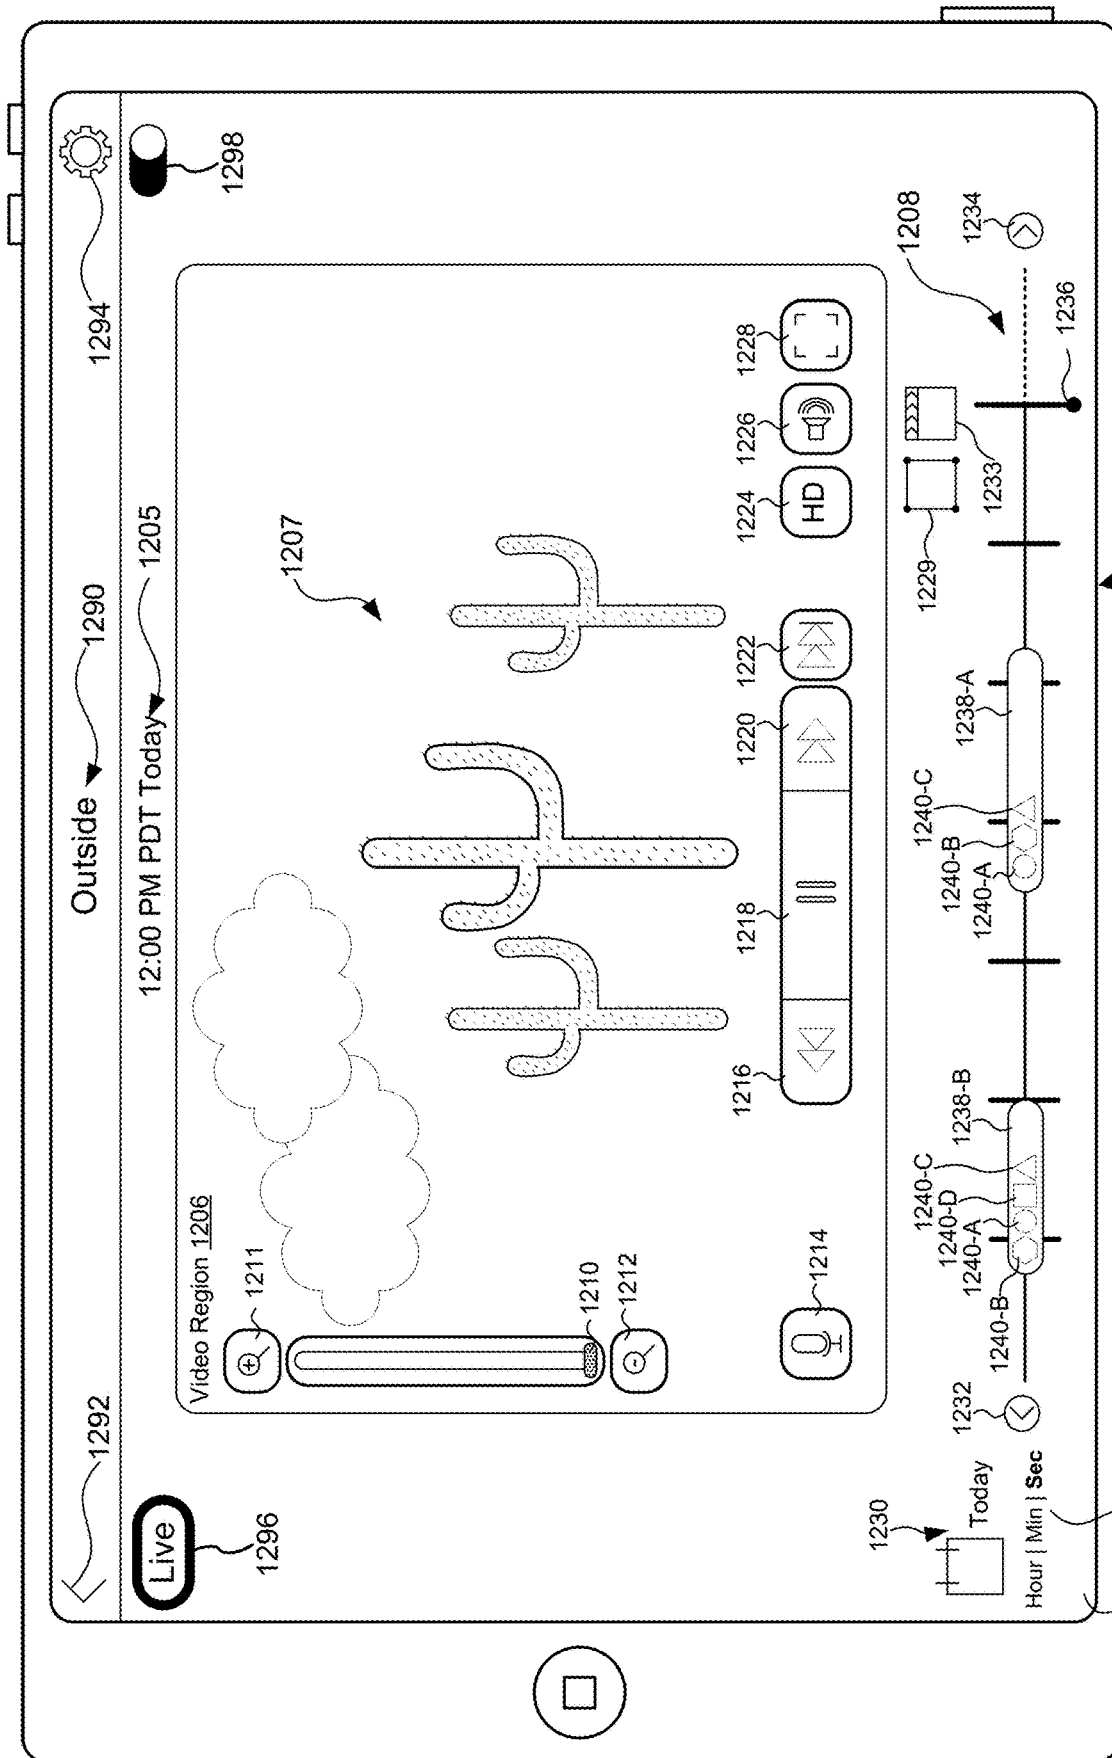 1292
Outside
1290
1294
Live
1296
12:00 PM PDT Today
1205
1298
Video Region 1206
1211
1207
1210
1212
1214
1216
1218
1220
1222
1224
1226
1228
HD
1230
Today
Hour | Min | Sec
1232
1240-B
1240-A
1240-D
1240-C
1238-B
1240-A
1240-B
1240-C
1238-A
1229
1233
1208
1234
1236